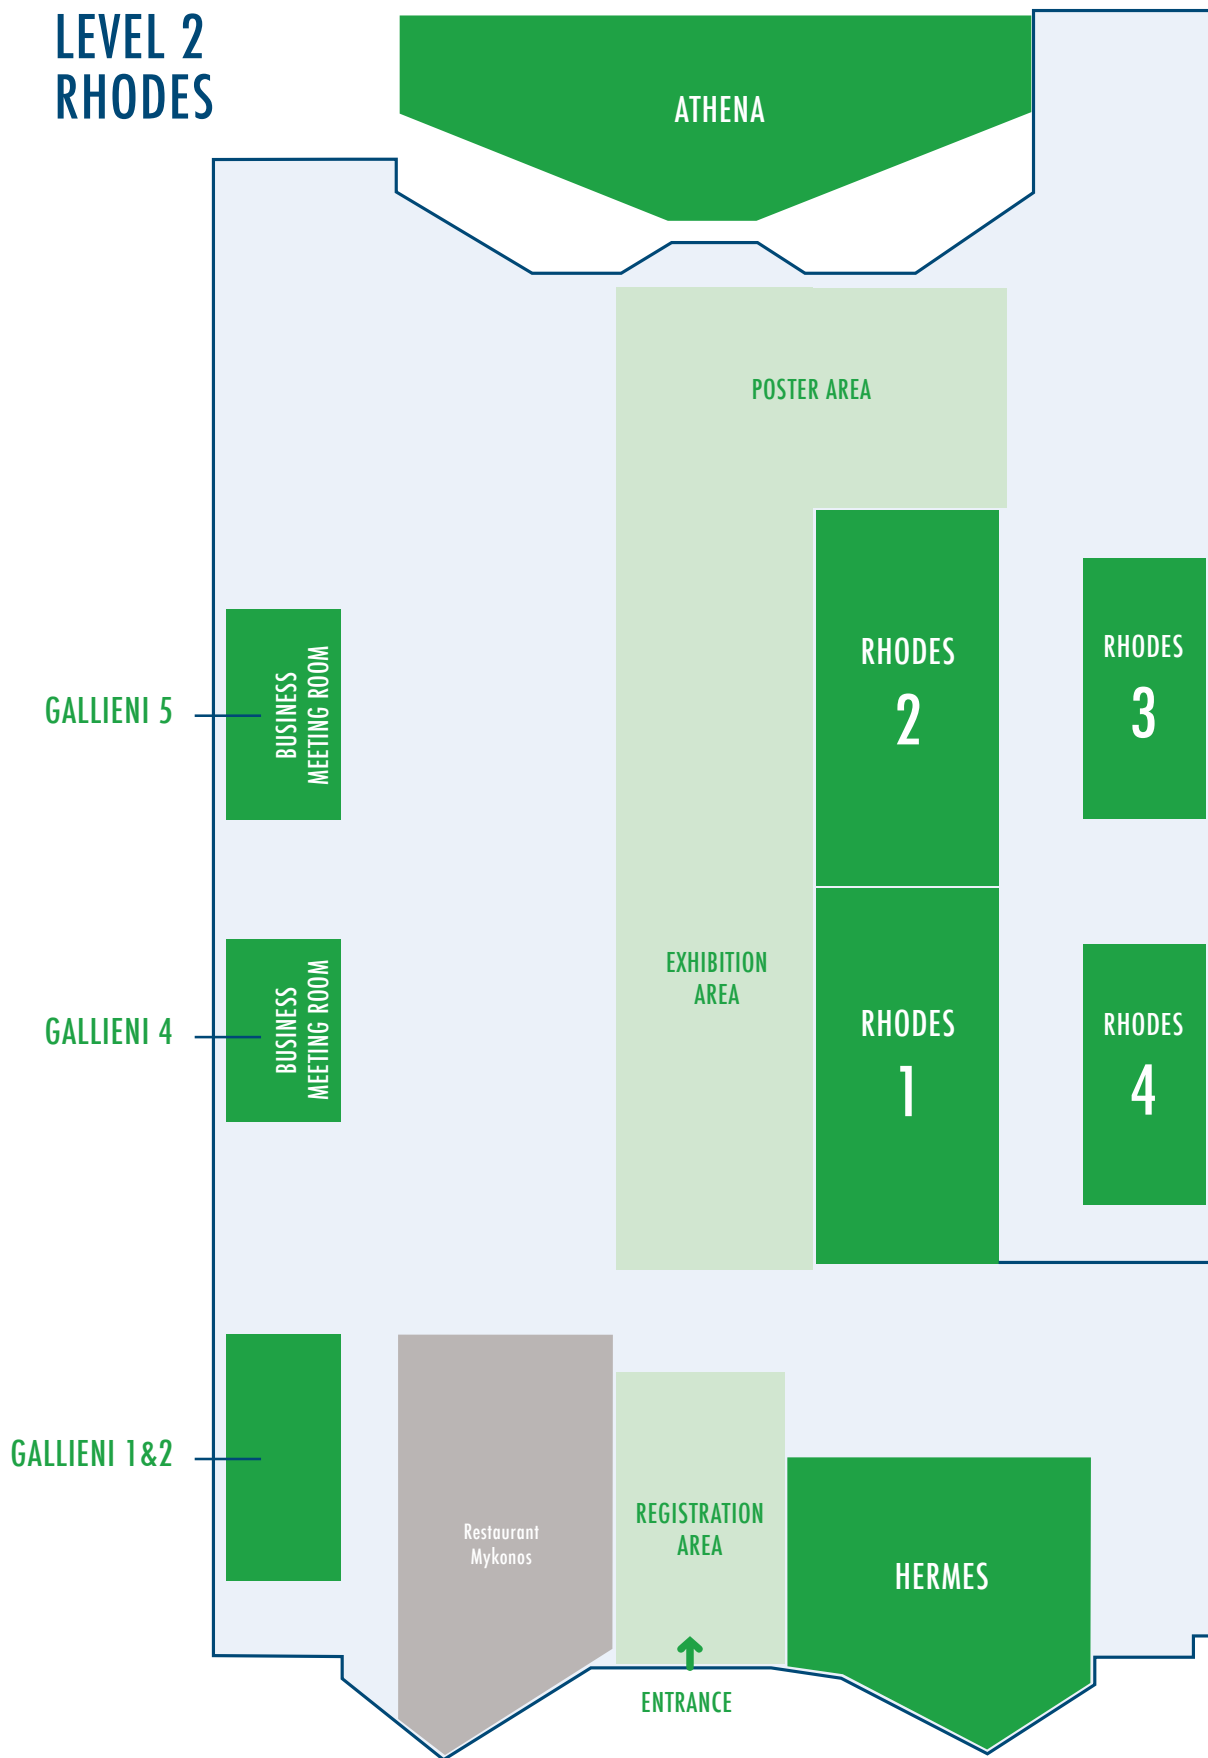 LEVEL 2
RHODES
ATHENA
POSTER AREA
RHODES
2
RHODES
3
GALLIENI 5
BUSINESS
MEETING ROOM
EXHIBITION
AREA
RHODES
1
RHODES
4
GALLIENI 4
BUSINESS
MEETING ROOM
GALLIENI 1&2
Restaurant
Mykonos
REGISTRATION
AREA
HERMES
ENTRANCE